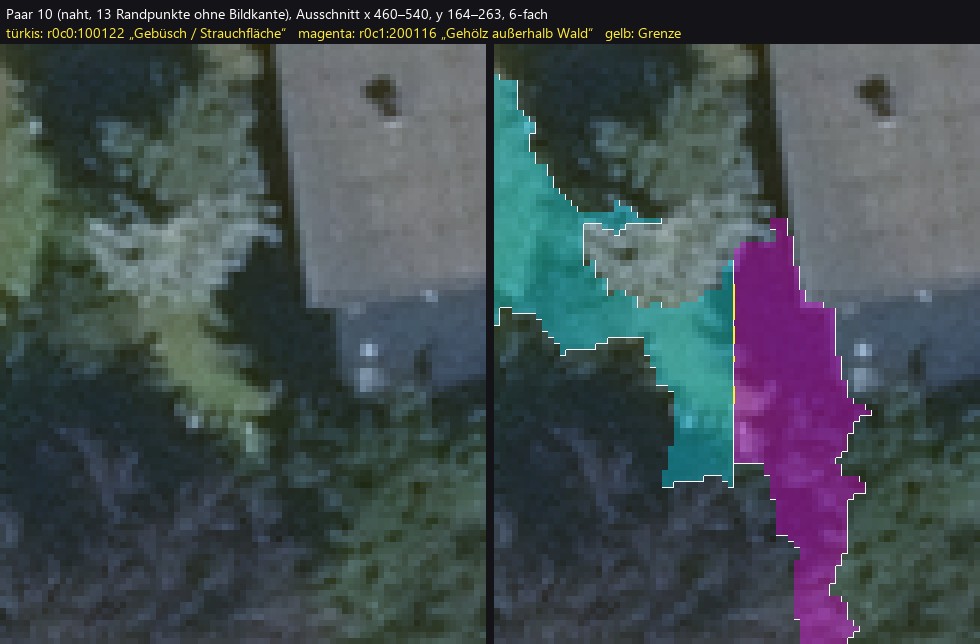 Paar 10 (naht, 13 Randpunkte ohne Bildkante), Ausschnitt x 460–540, y 164–263, 6-fach
türkis: r0c0:100122 „Gebüsch / Strauchfläche“ magenta: r0c1:200116 „Gehölz außerhalb Wald“ gelb: Grenze